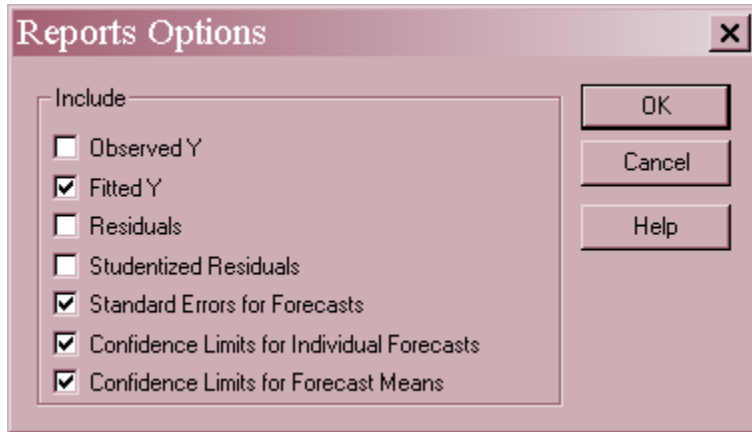 Reports Options
Include
Observed Y
Fitted Y
Residuals
Studentized Residuals
Standard Errors for Forecasts
Confidence Limits for Individual Forecasts
Confidence Limits for Forecast Means
OK
Cancel
Help